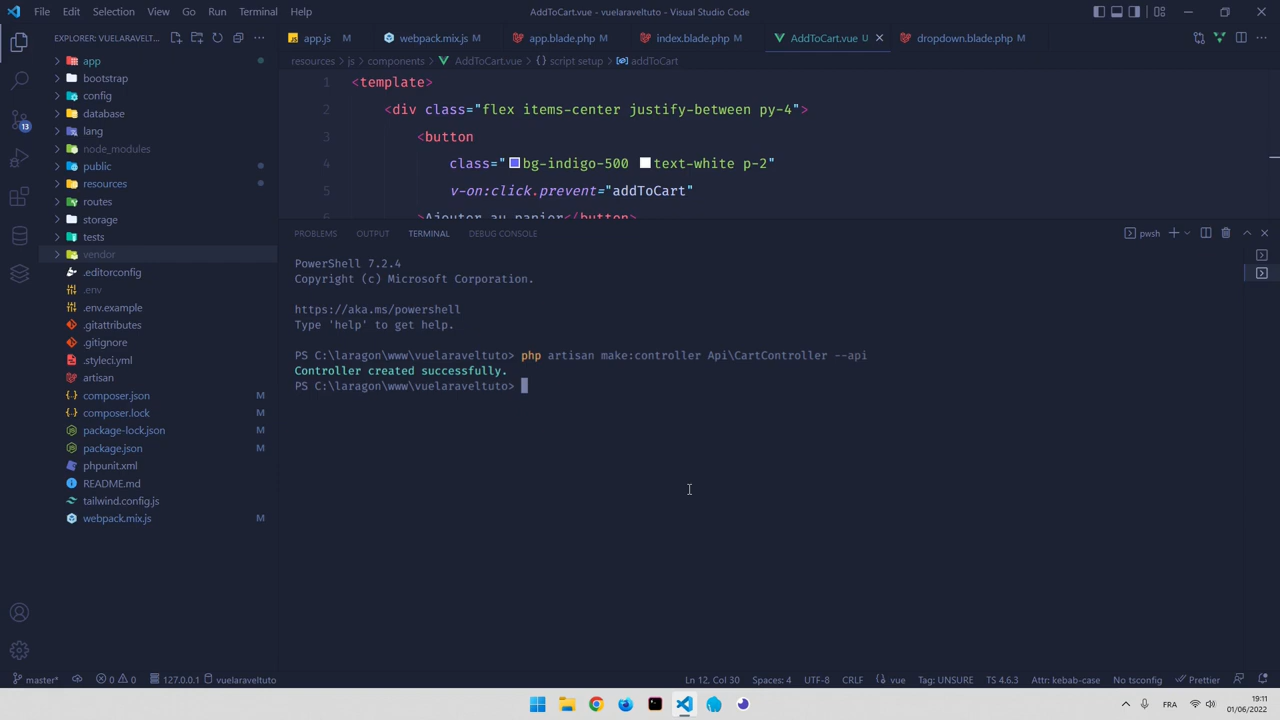 File Edit Selection View Go Run Terminal Help
AddToCart.vue - vuelaraveltuto - Visual Studio Code
EXPLORER: VUELARAVELT...
app.js M
webpack.mix.js M
app.blade.php M
index.blade.php M
AddToCart.vue U
dropdown.blade.php M
resources > js > components > AddToCart.vue > {} script setup > addToCart
app
bootstrap
config
database
lang
node_modules
public
resources
routes
storage
tests
vendor
.editorconfig
.env
.env.example
.gitattributes
.gitignore
.styleci.yml
artisan
composer.json M
composer.lock M
package-lock.json M
package.json M
phpunit.xml
README.md
tailwind.config.js
webpack.mix.js M
13
1 <template>
2 <div class="flex items-center justify-between py-4">
3 <button
4 class="bg-indigo-500 text-white p-2"
5 v-on:click.prevent="addToCart"
6 >Ajouter au panier</button>
PROBLEMS OUTPUT TERMINAL DEBUG CONSOLE
pwsh
PowerShell 7.2.4
Copyright (c) Microsoft Corporation.
https://aka.ms/powershell
Type 'help' to get help.
PS C:\laragon\www\vuelaraveltuto> php artisan make:controller Api\CartController --api
Controller created successfully.
PS C:\laragon\www\vuelaraveltuto>
master* 0 0 127.0.0.1 vuelaraveltuto
Ln 12, Col 30 Spaces: 4 UTF-8 CRLF {} vue Tag: UNSURE TS 4.6.3 Attr: kebab-case No tsconfig Prettier
FRA
19:11
01/06/2022